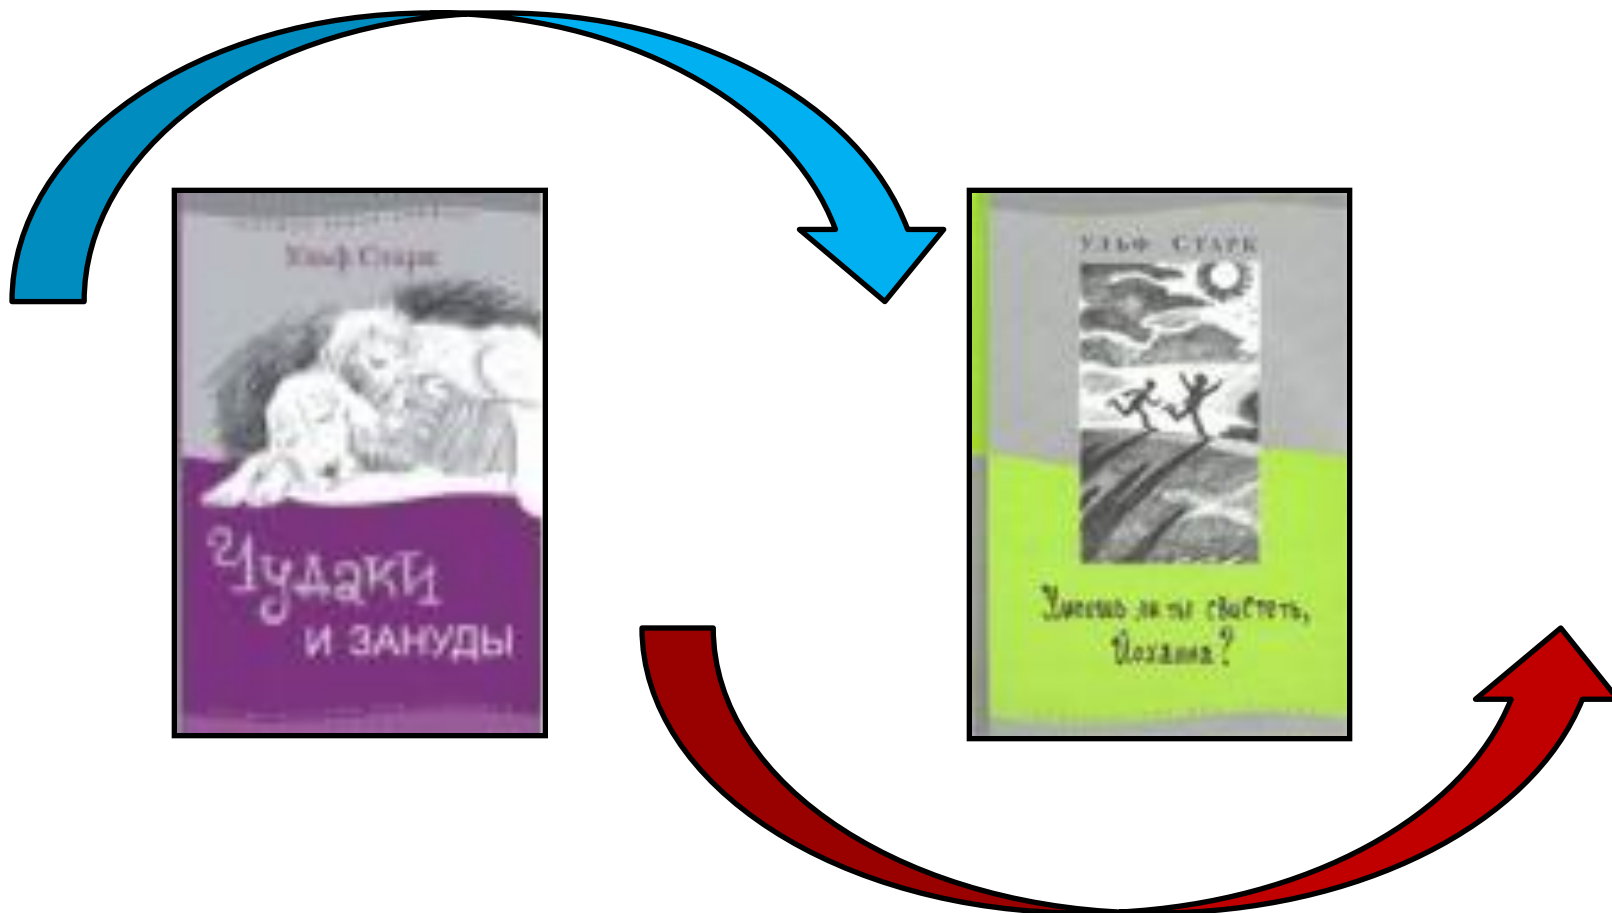 Ульф Старк
Чудаки
И ЗАНУДЫ
УЛЬФ СТАРК
Умеешь ли ты свистеть,
Йоханна?